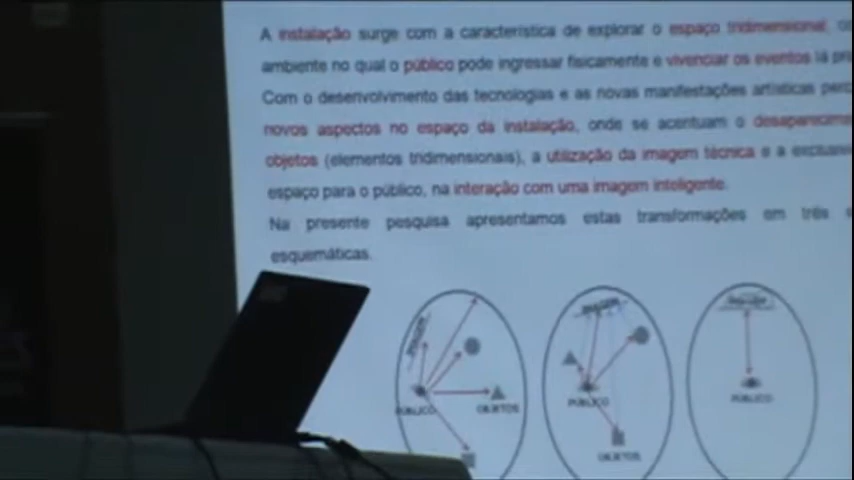 A instalação surge com a característica de explorar o espaço tridimensional,
ambiente no qual o público pode ingressar fisicamente e vivenciar os eventos lá
Com o desenvolvimento das tecnologias e as novas manifestações artísticas
novos aspectos no espaço da instalação, onde se acentuam o
objetos (elementos tridimensionais), a utilização da imagem técnica e a
espaço para o público, na interação com uma imagem inteligente.
Na presente pesquisa apresentamos estas transformações em três
esquemáticas.
IMAGEM
PÚBLICO
OBJETOS
IMAGEM
PÚBLICO
OBJETOS
PÚBLICO